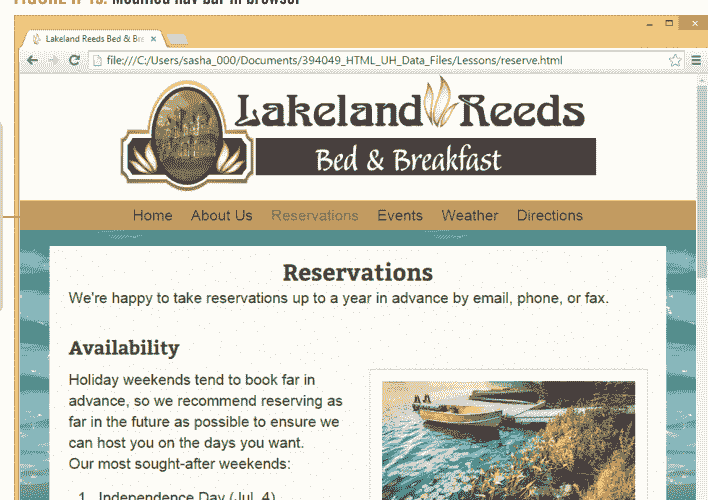 FIGURE H-15: Modified nav bar in browser
Lakeland Reeds Bed & Bre
file:///C:/Users/sasha_000/Documents/394049_HTML_UH_Data_Files/Lessons/reserve.html
Lakeland Reeds
Bed & Breakfast
Home About Us Reservations Events Weather Directions
Reservations
We're happy to take reservations up to a year in advance by email, phone, or fax.
Availability
Holiday weekends tend to book far in
advance, so we recommend reserving as
far in the future as possible to ensure we
can host you on the days you want.
Our most sought-after weekends:
1. Independence Day (Jul. 4)